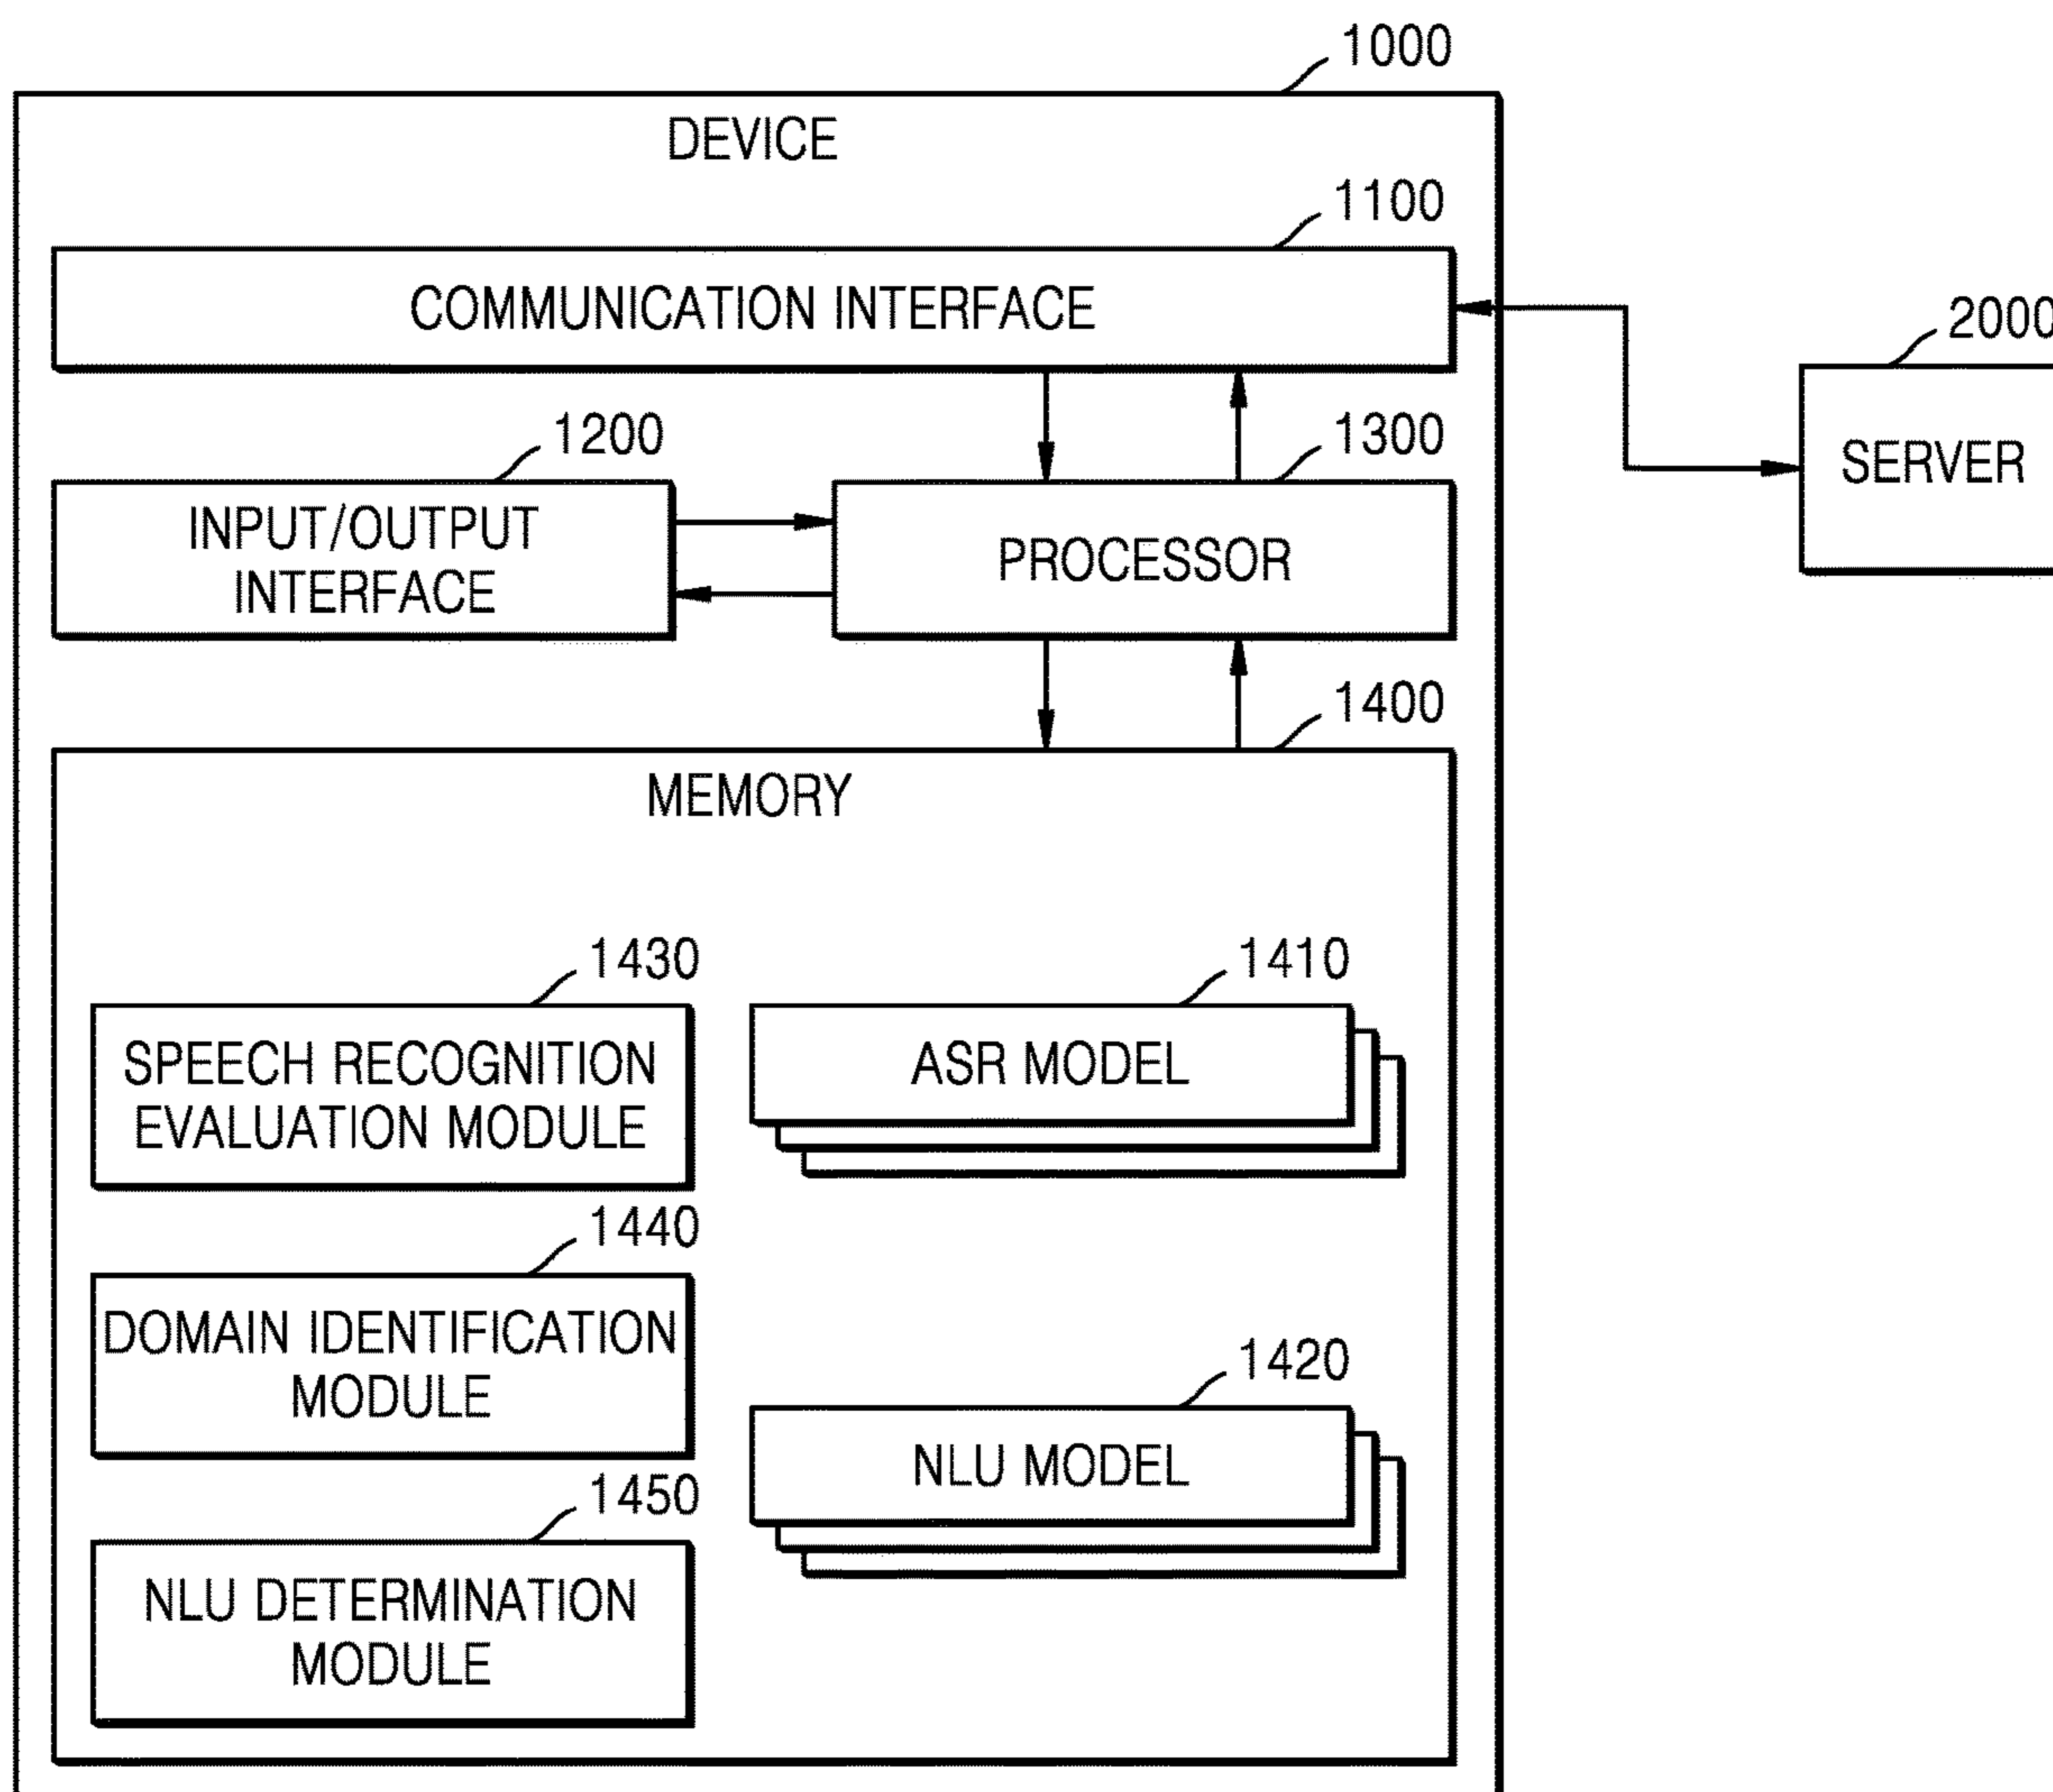 1000
DEVICE
1100
COMMUNICATION INTERFACE
2000
SERVER
1200
INPUT/OUTPUT
INTERFACE
1300
PROCESSOR
1400
MEMORY
1430
SPEECH RECOGNITION
EVALUATION MODULE
1410
ASR MODEL
1440
DOMAIN IDENTIFICATION
MODULE
1420
NLU MODEL
1450
NLU DETERMINATION
MODULE